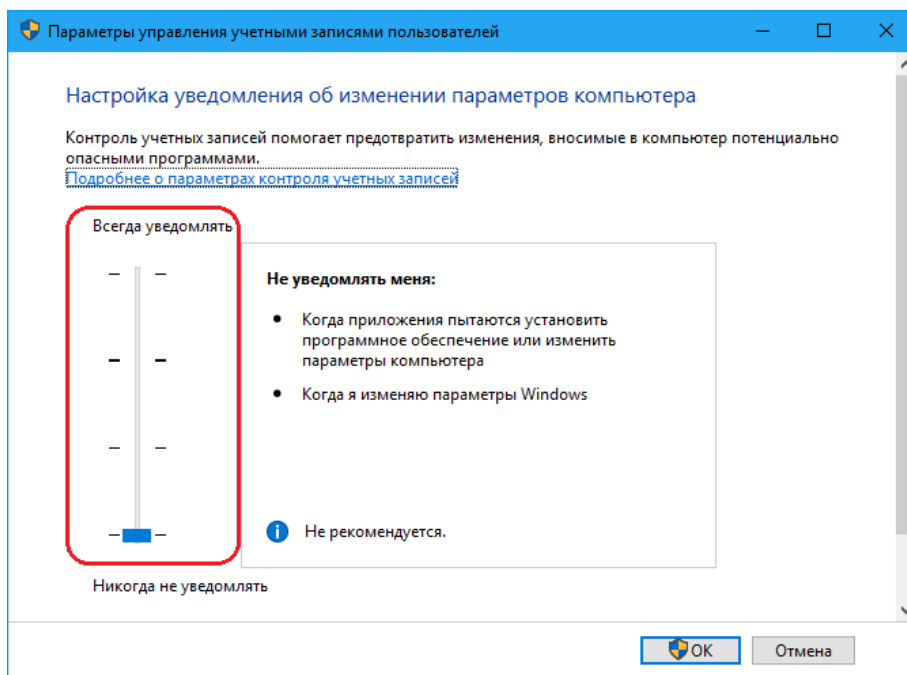 Параметры управления учетными записями пользователей
Настройка уведомления об изменении параметров компьютера
Контроль учетных записей помогает предотвратить изменения, вносимые в компьютер потенциально
опасными программами.
Подробнее о параметрах контроля учетных записей
Всегда уведомлять
Не уведомлять меня:
Когда приложения пытаются установить
программное обеспечение или изменить
параметры компьютера
Когда я изменяю параметры Windows
Не рекомендуется.
Никогда не уведомлять
ОК
Отмена